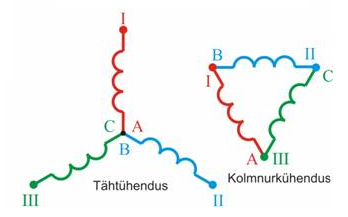 I
B II
I C
C A
B
A III
III II
Tähtühendus Kolmnurkühendus